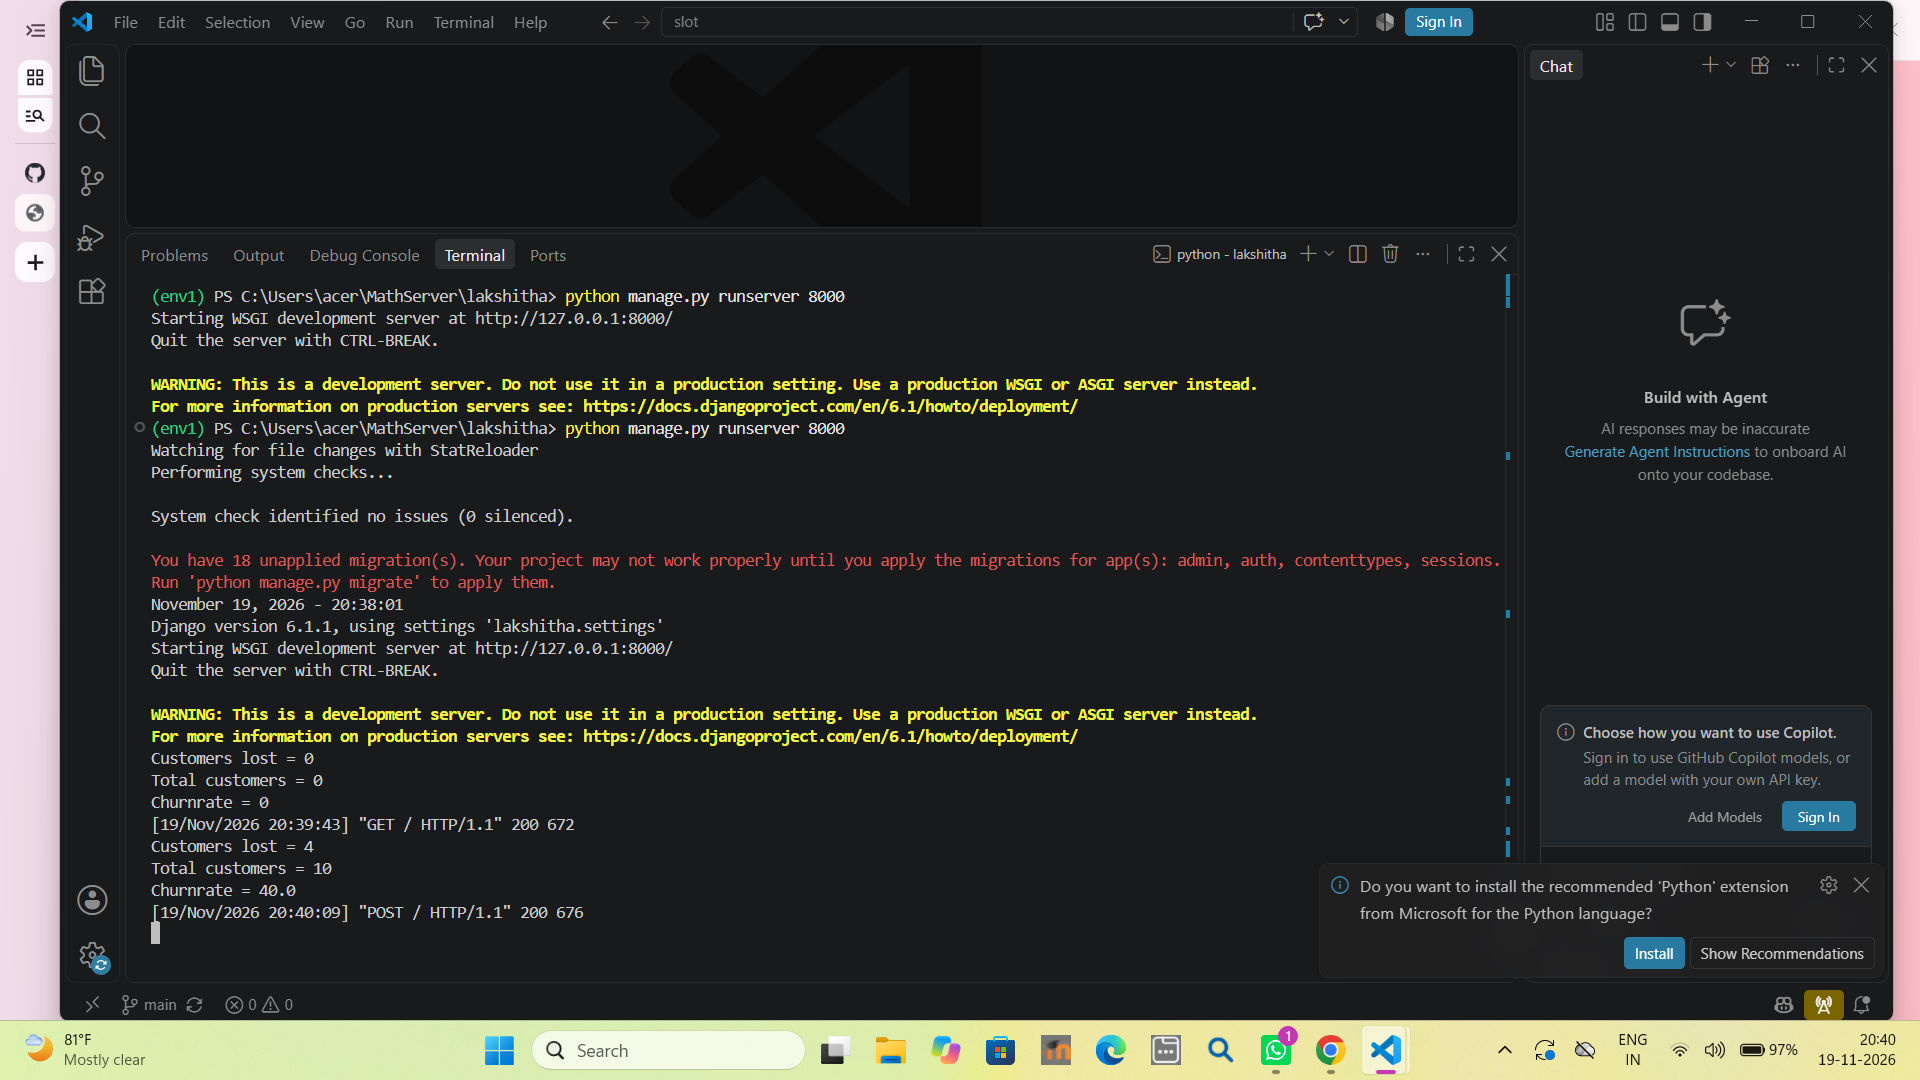 File Edit Selection View Go Run Terminal Help
slot
Sign In
Chat
Problems Output Debug Console Terminal Ports
python - lakshitha
(env1) PS C:\Users\acer\MathServer\lakshitha> python manage.py runserver 8000
Starting WSGI development server at http://127.0.0.1:8000/
Quit the server with CTRL-BREAK.
WARNING: This is a development server. Do not use it in a production setting. Use a production WSGI or ASGI server instead.
For more information on production servers see: https://docs.djangoproject.com/en/6.1/howto/deployment/
(env1) PS C:\Users\acer\MathServer\lakshitha> python manage.py runserver 8000
Watching for file changes with StatReloader
Performing system checks...
System check identified no issues (0 silenced).
You have 18 unapplied migration(s). Your project may not work properly until you apply the migrations for app(s): admin, auth, contenttypes, sessions.
Run 'python manage.py migrate' to apply them.
November 19, 2026 - 20:38:01
Django version 6.1.1, using settings 'lakshitha.settings'
Starting WSGI development server at http://127.0.0.1:8000/
Quit the server with CTRL-BREAK.
WARNING: This is a development server. Do not use it in a production setting. Use a production WSGI or ASGI server instead.
For more information on production servers see: https://docs.djangoproject.com/en/6.1/howto/deployment/
Customers lost = 0
Total customers = 0
Churnrate = 0
[19/Nov/2026 20:39:43] "GET / HTTP/1.1" 200 672
Customers lost = 4
Total customers = 10
Churnrate = 40.0
[19/Nov/2026 20:40:09] "POST / HTTP/1.1" 200 676
Build with Agent
AI responses may be inaccurate
Generate Agent Instructions to onboard AI
onto your codebase.
Choose how you want to use Copilot.
Sign in to use GitHub Copilot models, or
add a model with your own API key.
Add Models Sign In
Do you want to install the recommended 'Python' extension
from Microsoft for the Python language?
Install Show Recommendations
main 0 0
81°F
Mostly clear
Search
1
ENG
IN
97%
20:40
19-11-2026